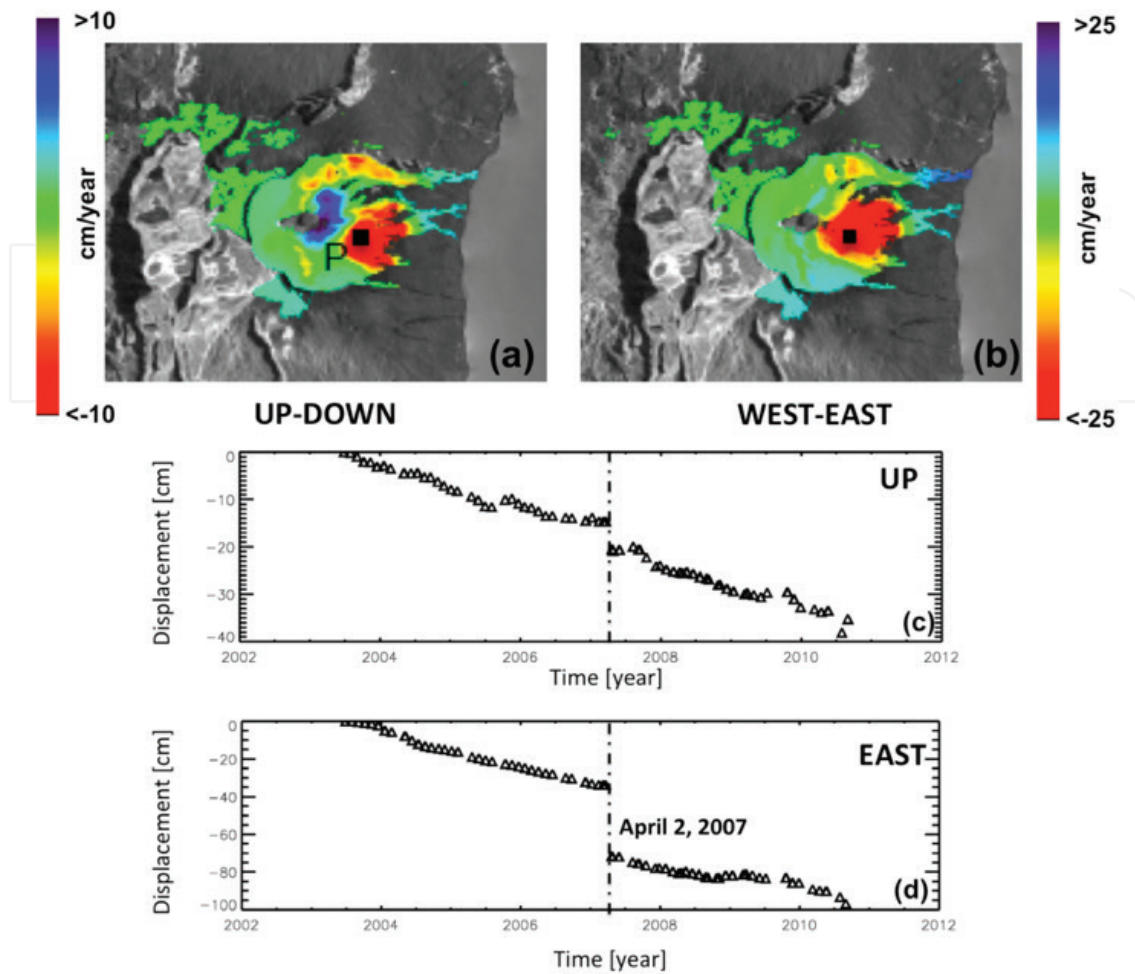 >10
cm/year
<-10
P
(a)
UP-DOWN
>25
cm/year
<-25
(b)
WEST-EAST
Displacement [cm]
0
-10
-20
-30
-40
UP
(c)
2002 2004 2006 2008 2010 2012
Time [year]
Displacement [cm]
0
-20
-40
-60
-80
-100
EAST
April 2, 2007
(d)
2002 2004 2006 2008 2010 2012
Time [year]